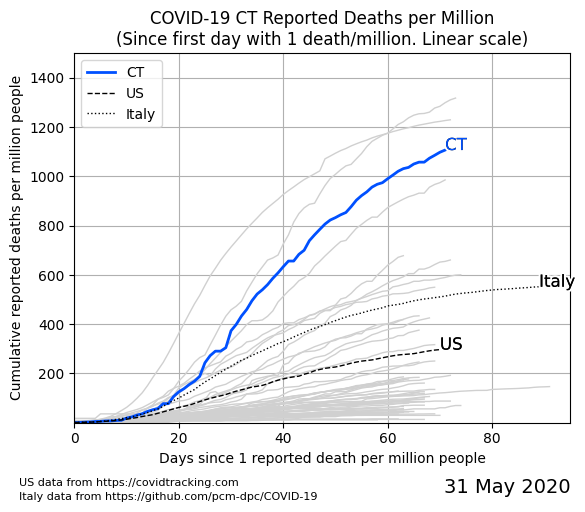 COVID-19 CT Reported Deaths per Million
(Since first day with 1 death/million. Linear scale)
Cumulative reported deaths per million people
1400
1200
1000
800
600
400
200
CT
US
Italy
CT
Italy
US
0
20
40
60
80
Days since 1 reported death per million people
US data from https://covidtracking.com
Italy data from https://github.com/pcm-dpc/COVID-19
31 May 2020